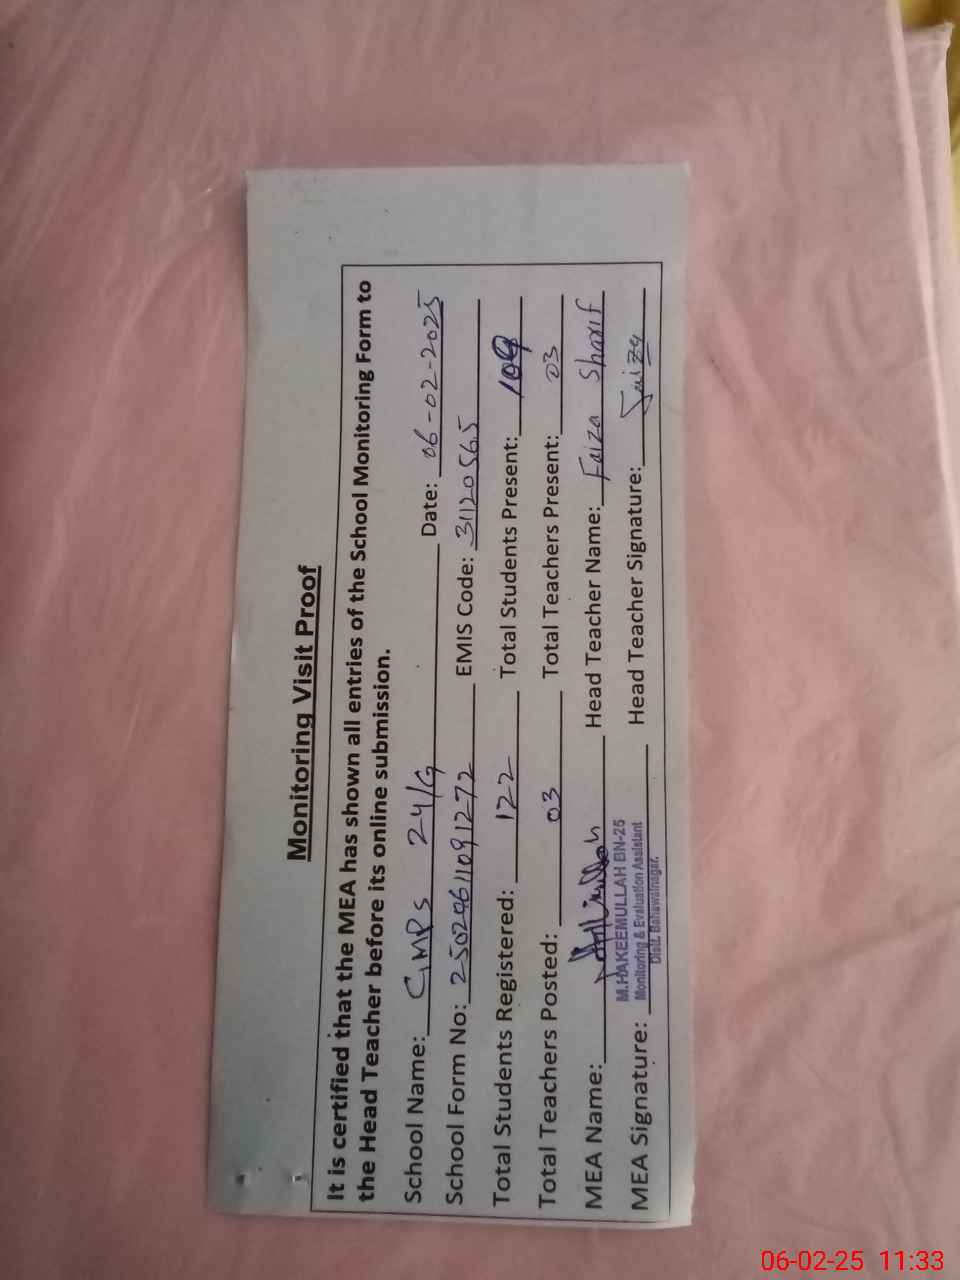 Monitoring Visit Proof
It is certified that the MEA has shown all entries of the School Monitoring Form to
the Head Teacher before its online submission.
School Name: GMPS 24/G Date: 06-02-2025
School Form No: 25024611091272 EMIS Code: 31120565
Total Students Registered: 122 Total Students Present: 109
Total Teachers Posted: 03 Total Teachers Present: 03
MEA Name: Head Teacher Name: Faiza Sharif
M.HAKEEMULLAH BN-25
Monitoring & Evaluation Assistant
Distt. Bahawalnagar.
MEA Signature: Head Teacher Signature: Faiza
06-02-25 11:33